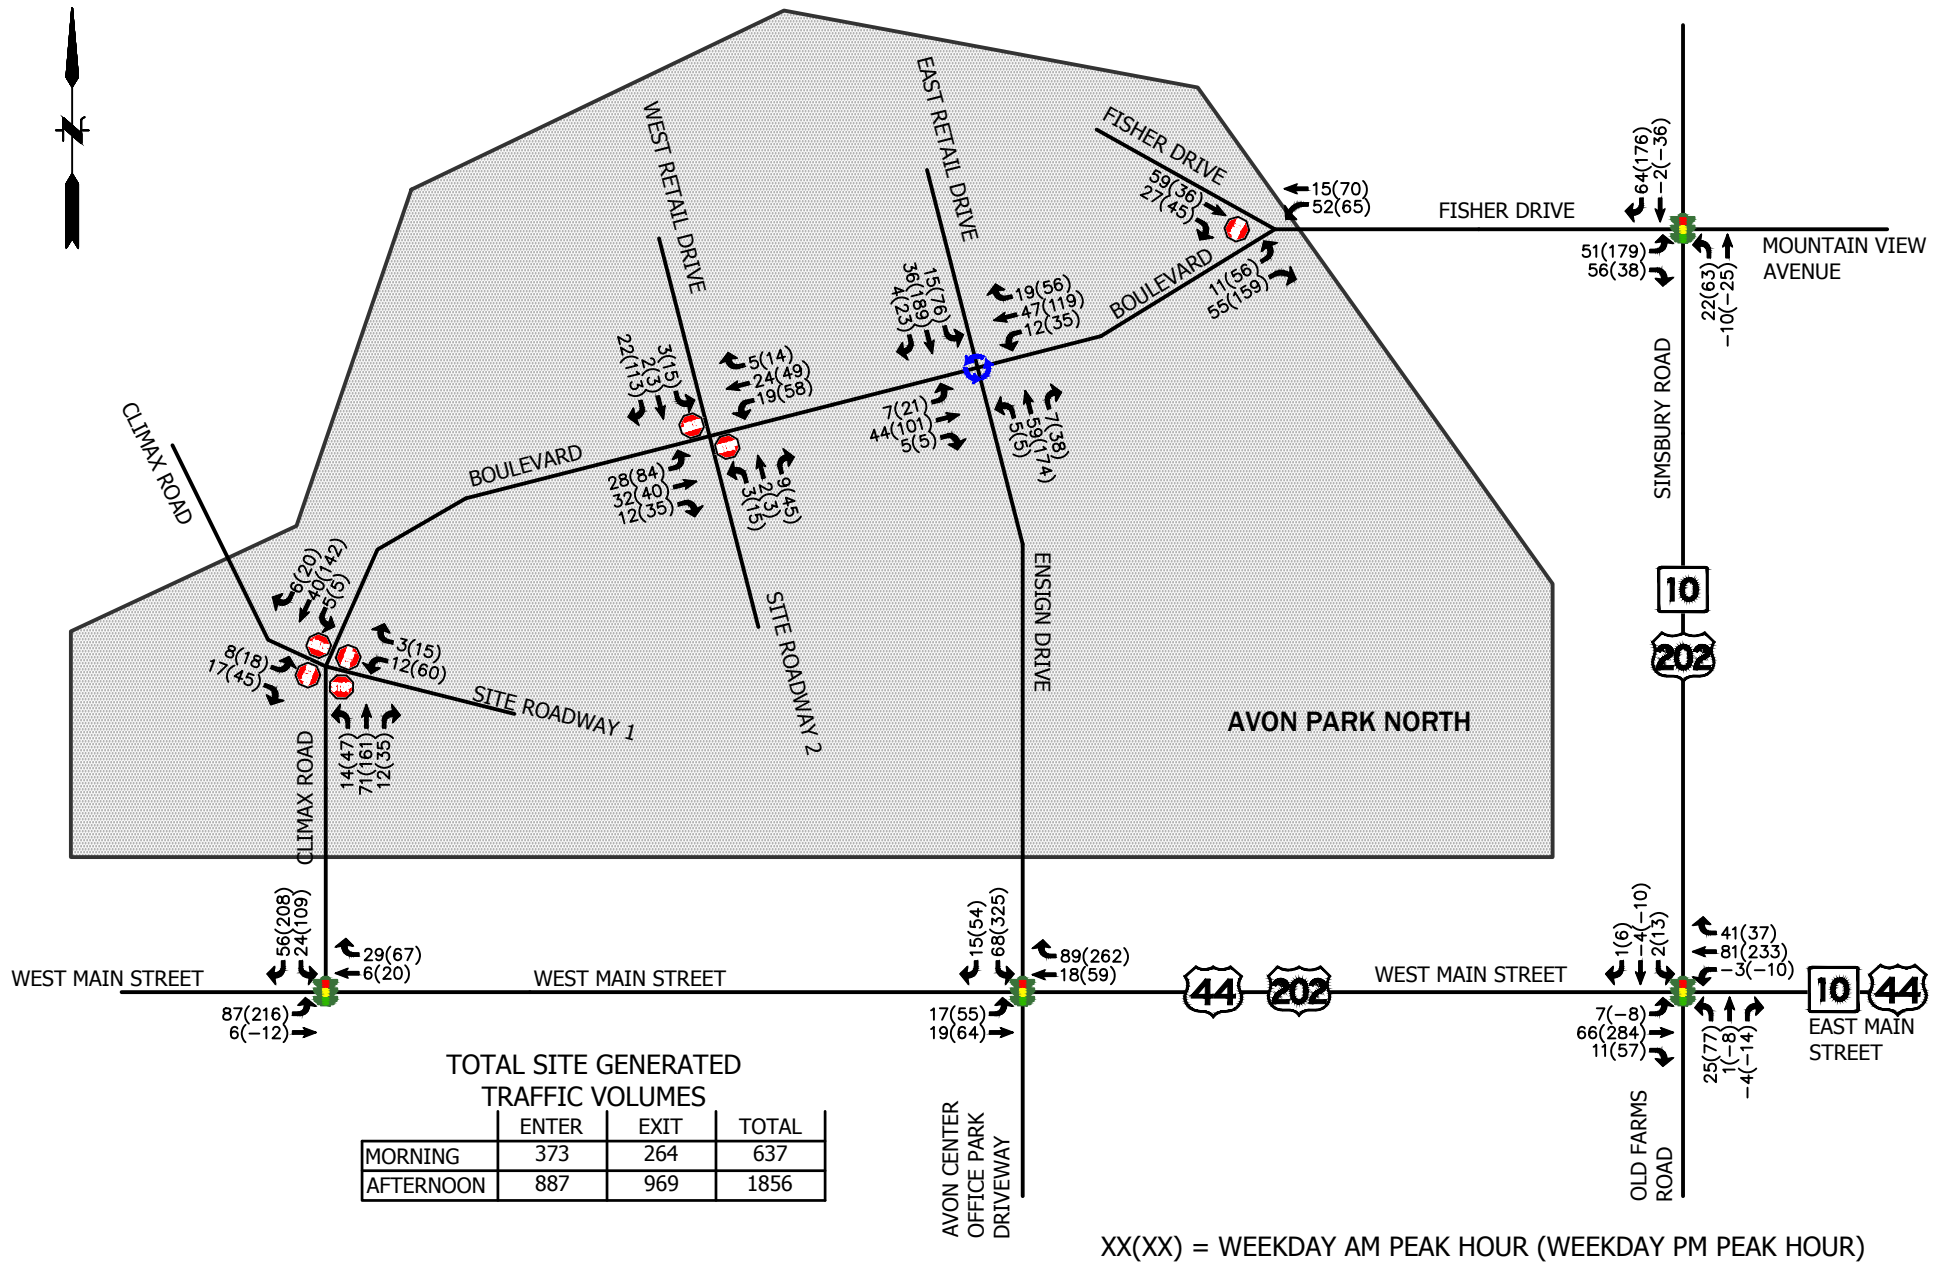 N
WEST RETAIL DRIVE
EAST RETAIL DRIVE
FISHER DRIVE
59(36)
27(45)
15(70)
52(65)
FISHER DRIVE
64(176)
-2(-36)
51(179)
56(38)
22(63)
-10(-25)
MOUNTAIN VIEW
AVENUE
BOULEVARD
11(56)
55(159)
4(23)
36(189)
15(76)
19(56)
47(119)
12(35)
7(21)
44(101)
5(5)
5(5)
59(174)
7(38)
22(113)
2(3)
3(15)
5(14)
24(49)
19(58)
28(84)
32(40)
12(35)
3(15)
2(3)
9(45)
BOULEVARD
SIMSBURY ROAD
CLIMAX ROAD
6(20)
40(142)
5(5)
3(15)
12(60)
8(18)
17(45)
14(47)
71(161)
12(35)
SITE ROADWAY 1
SITE ROADWAY 2
ENSIGN DRIVE
10
202
AVON PARK NORTH
CLIMAX ROAD
56(208)
24(109)
29(67)
6(20)
WEST MAIN STREET
87(216)
6(-12)
WEST MAIN STREET
15(54)
68(325)
89(262)
18(59)
17(55)
19(64)
44
202
WEST MAIN STREET
1(6)
-4(-10)
2(13)
41(37)
81(233)
-3(-10)
7(-8)
66(284)
11(57)
25(77)
1(-8)
-4(-14)
10
44
EAST MAIN
STREET
TOTAL SITE GENERATED
TRAFFIC VOLUMES
ENTER EXIT TOTAL
MORNING 373 264 637
AFTERNOON 887 969 1856
AVON CENTER
OFFICE PARK
DRIVEWAY
OLD FARMS
ROAD
XX(XX) = WEEKDAY AM PEAK HOUR (WEEKDAY PM PEAK HOUR)